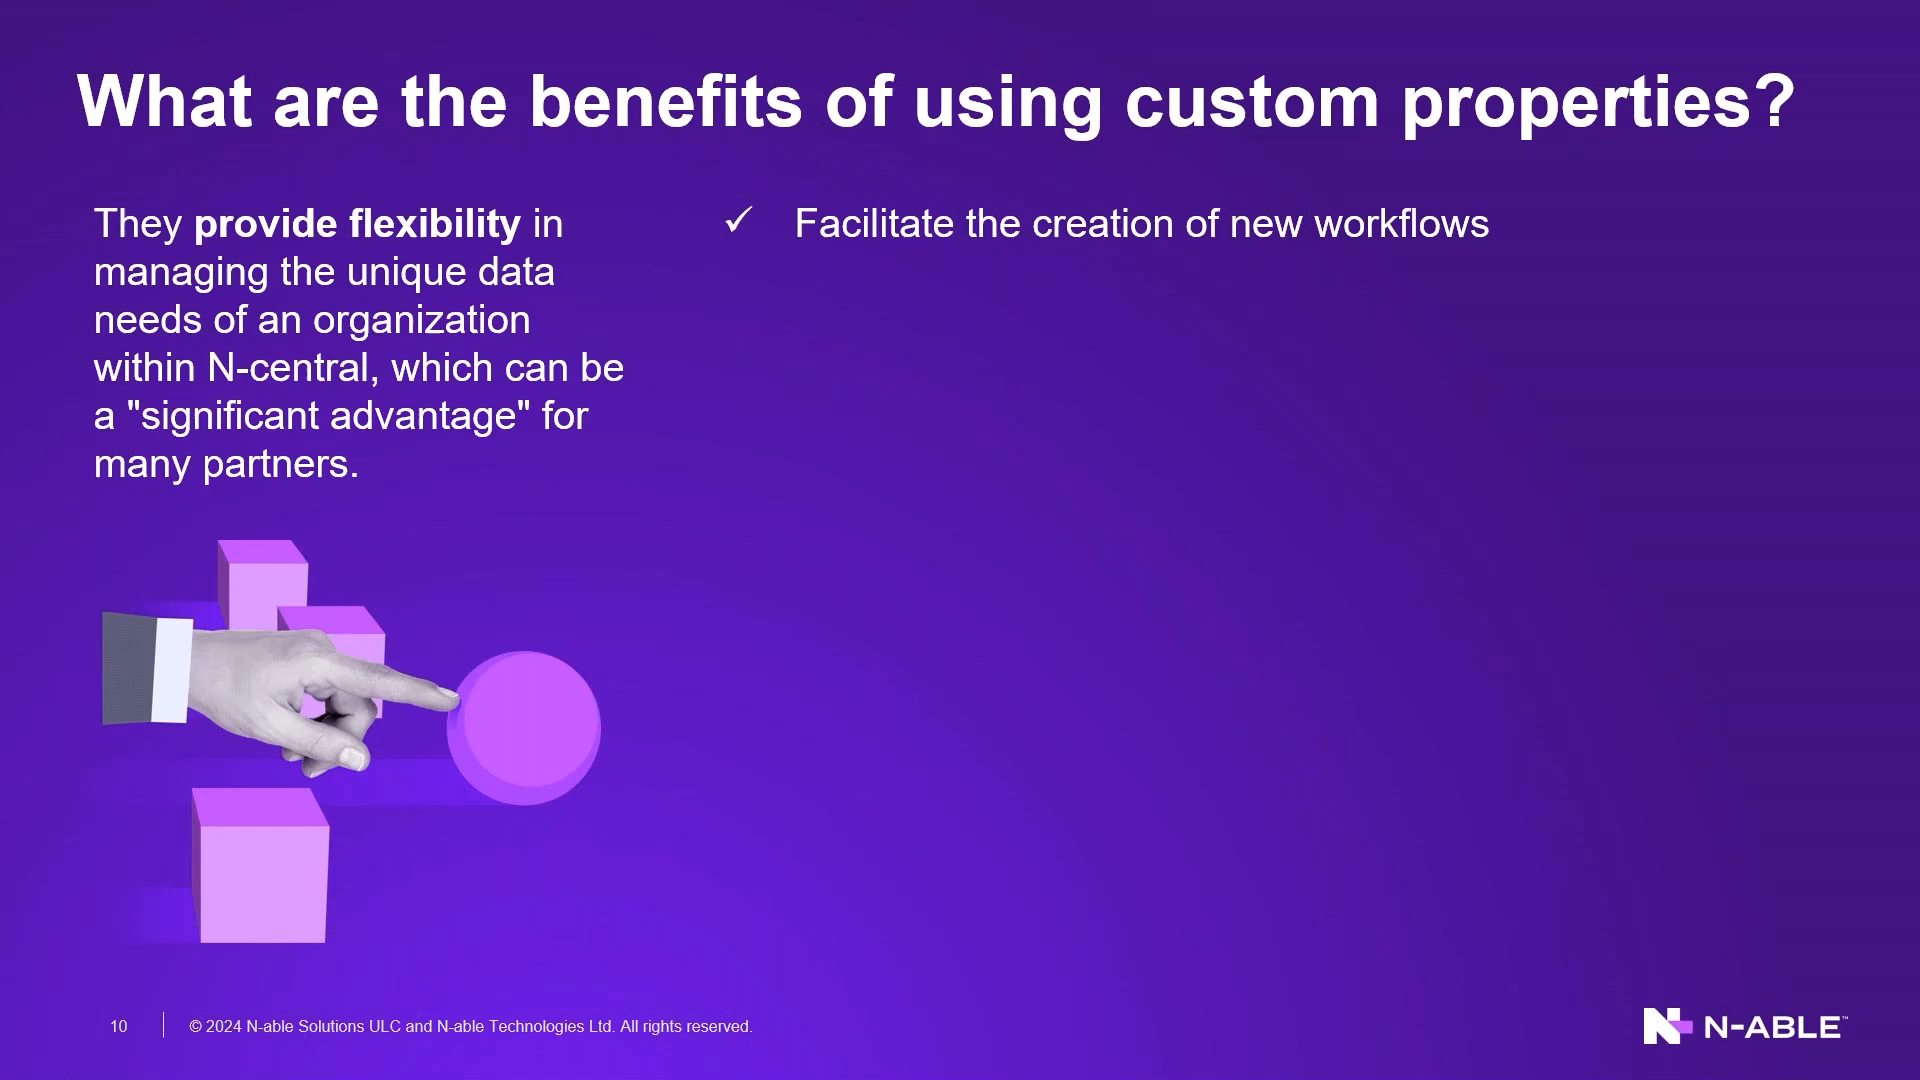 What are the benefits of using custom properties?
They provide flexibility in
managing the unique data
needs of an organization
within N-central, which can be
a "significant advantage" for
many partners.
✓ Facilitate the creation of new workflows
10
© 2024 N-able Solutions ULC and N-able Technologies Ltd. All rights reserved.
N-ABLE™